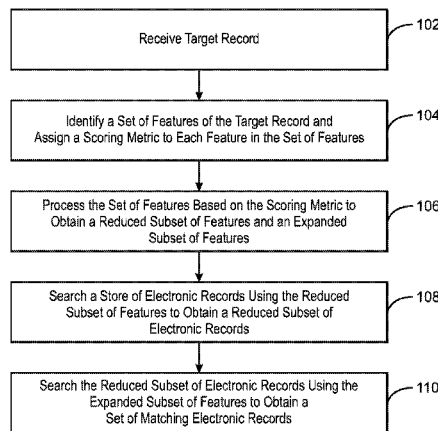 Receive Target Record
102
Identify a Set of Features of the Target Record and
Assign a Scoring Metric to Each Feature in the Set of Features
104
Process the Set of Features Based on the Scoring Metric to
Obtain a Reduced Subset of Features and an Expanded
Subset of Features
106
Search a Store of Electronic Records Using the Reduced
Subset of Features to Obtain a Reduced Subset of
Electronic Records
108
Search the Reduced Subset of Electronic Records Using the
Expanded Subset of Features to Obtain a
Set of Matching Electronic Records
110